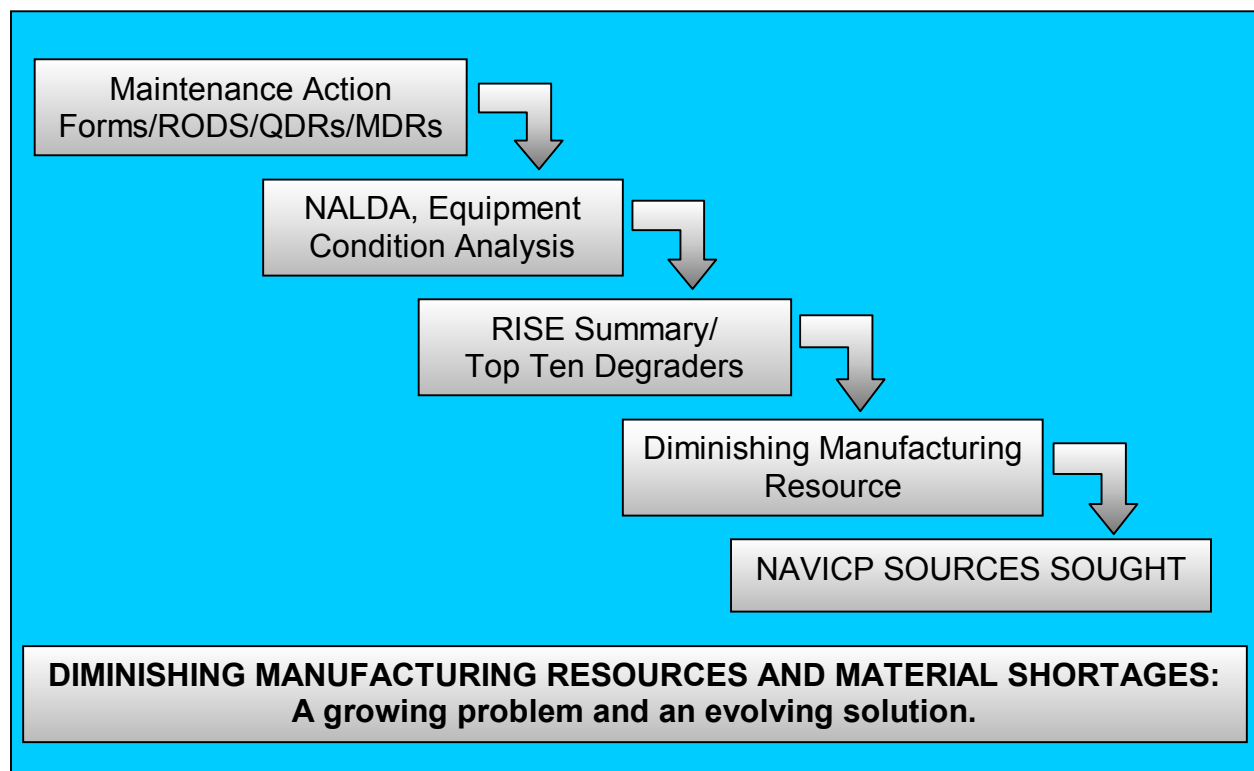 Maintenance Action
Forms/RODS/QDRs/MDRs
NALDA, Equipment
Condition Analysis
RISE Summary/
Top Ten Degraders
Diminishing Manufacturing
Resource
NAVICP SOURCES SOUGHT
DIMINISHING MANUFACTURING RESOURCES AND MATERIAL SHORTAGES:
A growing problem and an evolving solution.